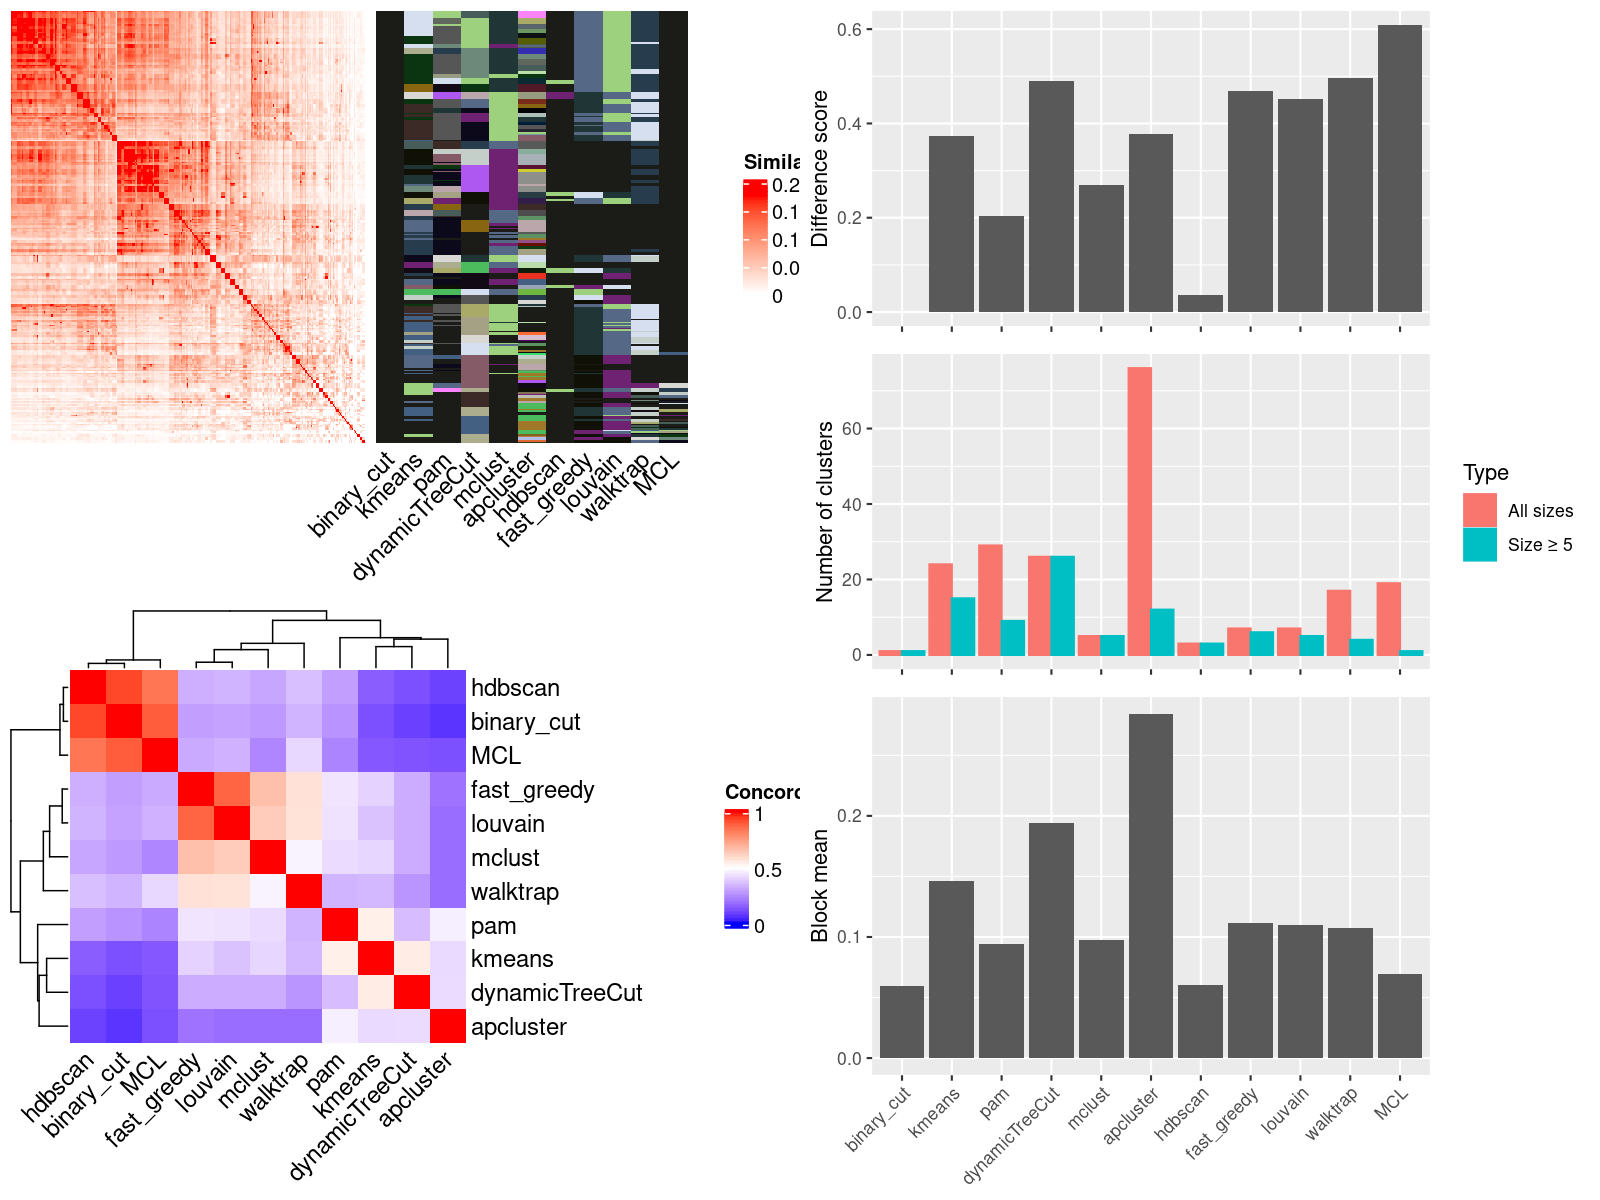 Simila
0.2
0.1
0.1
0.0
0
binary_cut
kmeans
pam
dynamicTreeCut
mclust
apcluster
hdbscan
fast_greedy
louvain
walktrap
MCL
hdbscan
binary_cut
MCL
fast_greedy
louvain
mclust
walktrap
pam
kmeans
dynamicTreeCut
apcluster
hdbscan
binary_cut
MCL
fast_greedy
louvain
mclust
walktrap
pam
kmeans
dynamicTreeCut
apcluster
Concord
1
0.5
0
Difference score
0.6
0.4
0.2
0.0
Number of clusters
60
40
20
0
Type
All sizes
Size ≥ 5
Block mean
0.2
0.1
0.0
binary_cut
kmeans
pam
dynamicTreeCut
mclust
apcluster
hdbscan
fast_greedy
louvain
walktrap
MCL